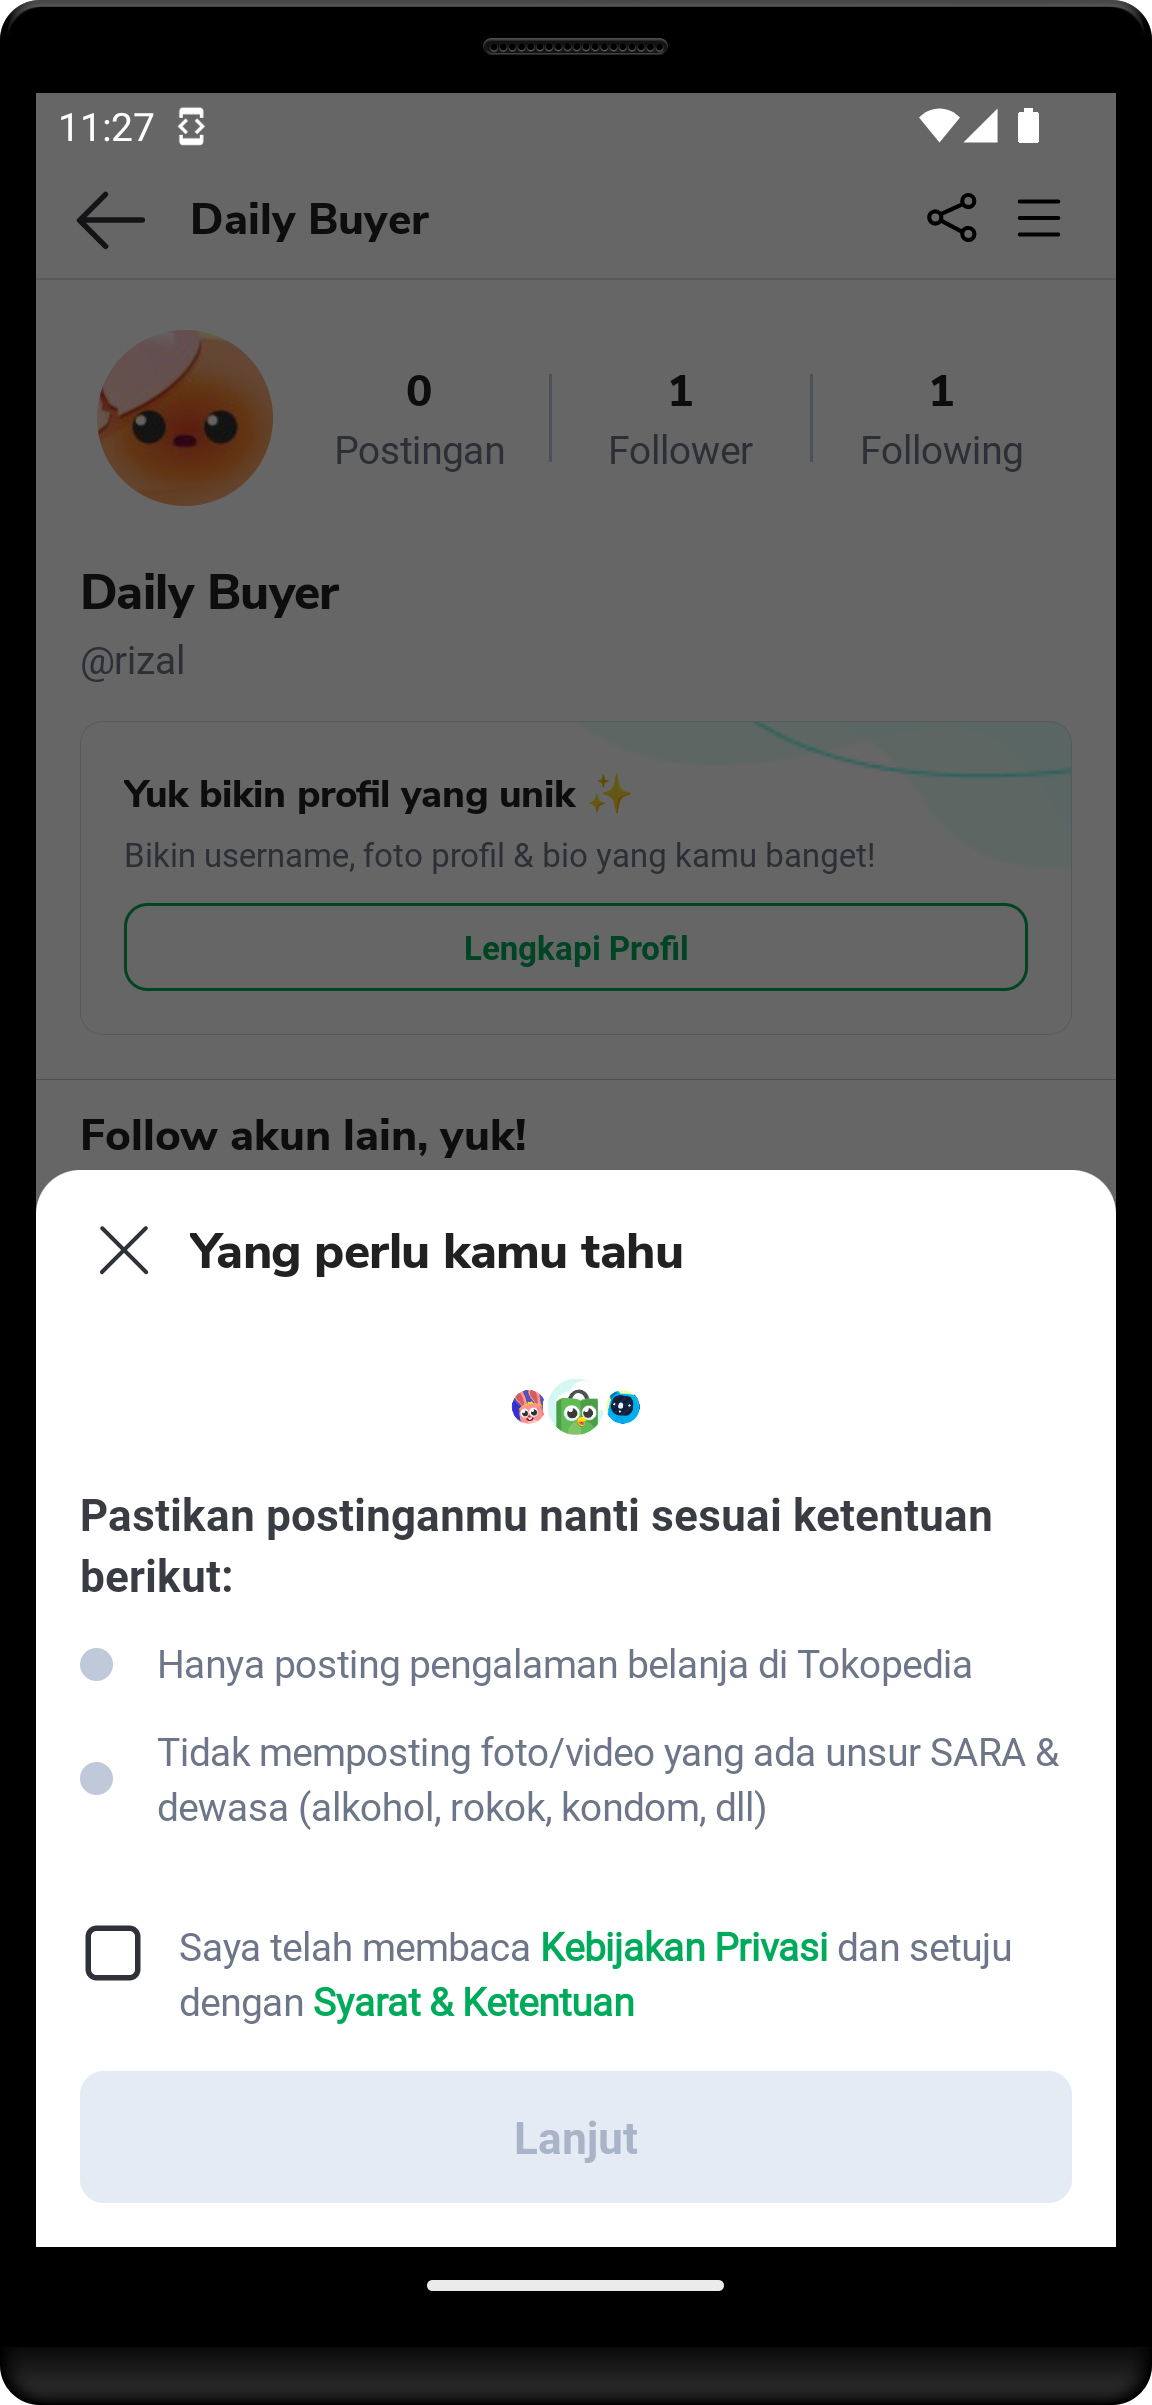 11:27
Daily Buyer
0
1
1
Postingan
Follower
Following
Daily Buyer
@rizal
Yuk bikin profil yang unik ✨
Bikin username, foto profil & bio yang kamu banget!
Lengkapi Profil
Follow akun lain, yuk!
Yang perlu kamu tahu
Pastikan postinganmu nanti sesuai ketentuan
berikut:
Hanya posting pengalaman belanja di Tokopedia
Tidak memposting foto/video yang ada unsur SARA &
dewasa (alkohol, rokok, kondom, dll)
Saya telah membaca Kebijakan Privasi dan setuju
dengan Syarat & Ketentuan
Lanjut